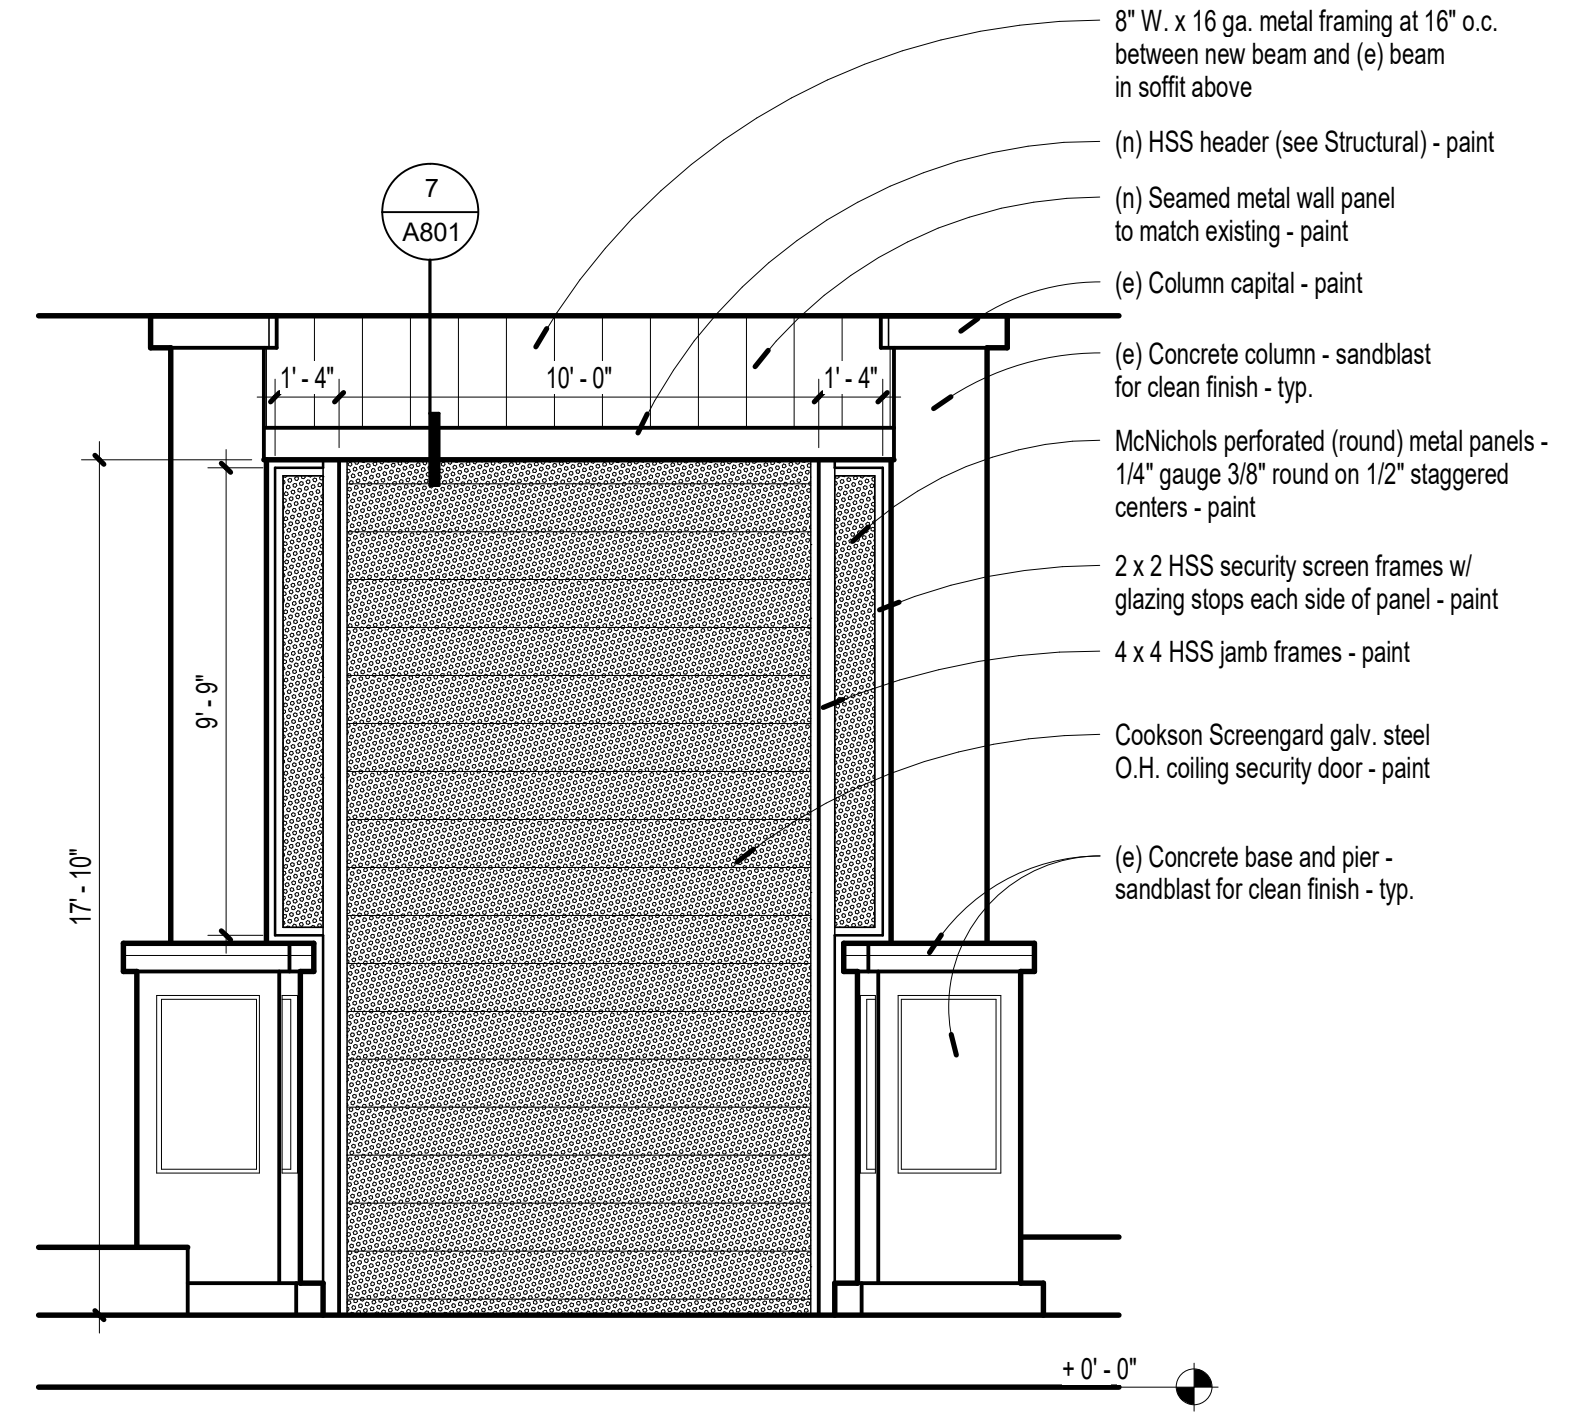 8" W. x 16 ga. metal framing at 16" o.c.
between new beam and (e) beam
in soffit above
(n) HSS header (see Structural) - paint
7
A801
(n) Seamed metal wall panel
to match existing - paint
(e) Column capital - paint
(e) Concrete column - sandblast
for clean finish - typ.
1' - 4"
10' - 0"
1' - 4"
McNichols perforated (round) metal panels -
1/4" gauge 3/8" round on 1/2" staggered
centers - paint
2 x 2 HSS security screen frames w/
glazing stops each side of panel - paint
4 x 4 HSS jamb frames - paint
9' - 9"
Cookson Screengard galv. steel
O.H. coiling security door - paint
17' - 10"
(e) Concrete base and pier -
sandblast for clean finish - typ.
+ 0' - 0"